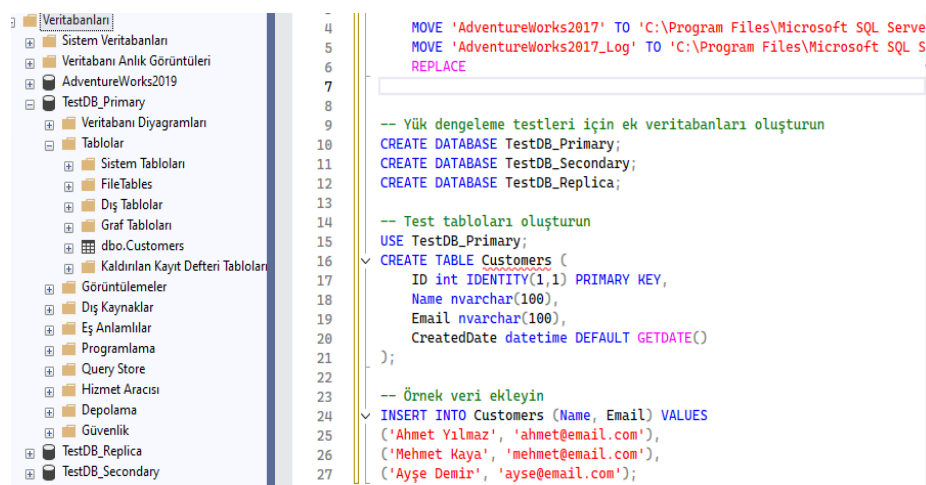 Veritabanları
Sistem Veritabanları
Veritabanı Anlık Görüntüleri
AdventureWorks2019
TestDB_Primary
Veritabanı Diyagramları
Tablolar
Sistem Tabloları
FileTables
Dış Tablolar
Graf Tabloları
dbo.Customers
Kaldırılan Kayıt Defteri Tabloları
Görüntülemeler
Dış Kaynaklar
Eş Anlamlılar
Programlama
Query Store
Hizmet Aracısı
Depolama
Güvenlik
TestDB_Replica
TestDB_Secondary
4 MOVE 'AdventureWorks2017' TO 'C:\Program Files\Microsoft SQL Serve
5 MOVE 'AdventureWorks2017_Log' TO 'C:\Program Files\Microsoft SQL S
6 REPLACE
7
8
9 -- Yük dengeleme testleri için ek veritabanları oluşturun
10 CREATE DATABASE TestDB_Primary;
11 CREATE DATABASE TestDB_Secondary;
12 CREATE DATABASE TestDB_Replica;
13
14 -- Test tabloları oluşturun
15 USE TestDB_Primary;
16 CREATE TABLE Customers (
17 ID int IDENTITY(1,1) PRIMARY KEY,
18 Name nvarchar(100),
19 Email nvarchar(100),
20 CreatedDate datetime DEFAULT GETDATE()
21 );
22
23 -- Örnek veri ekleyin
24 INSERT INTO Customers (Name, Email) VALUES
25 ('Ahmet Yılmaz', 'ahmet@email.com'),
26 ('Mehmet Kaya', 'mehmet@email.com'),
27 ('Ayşe Demir', 'ayse@email.com');